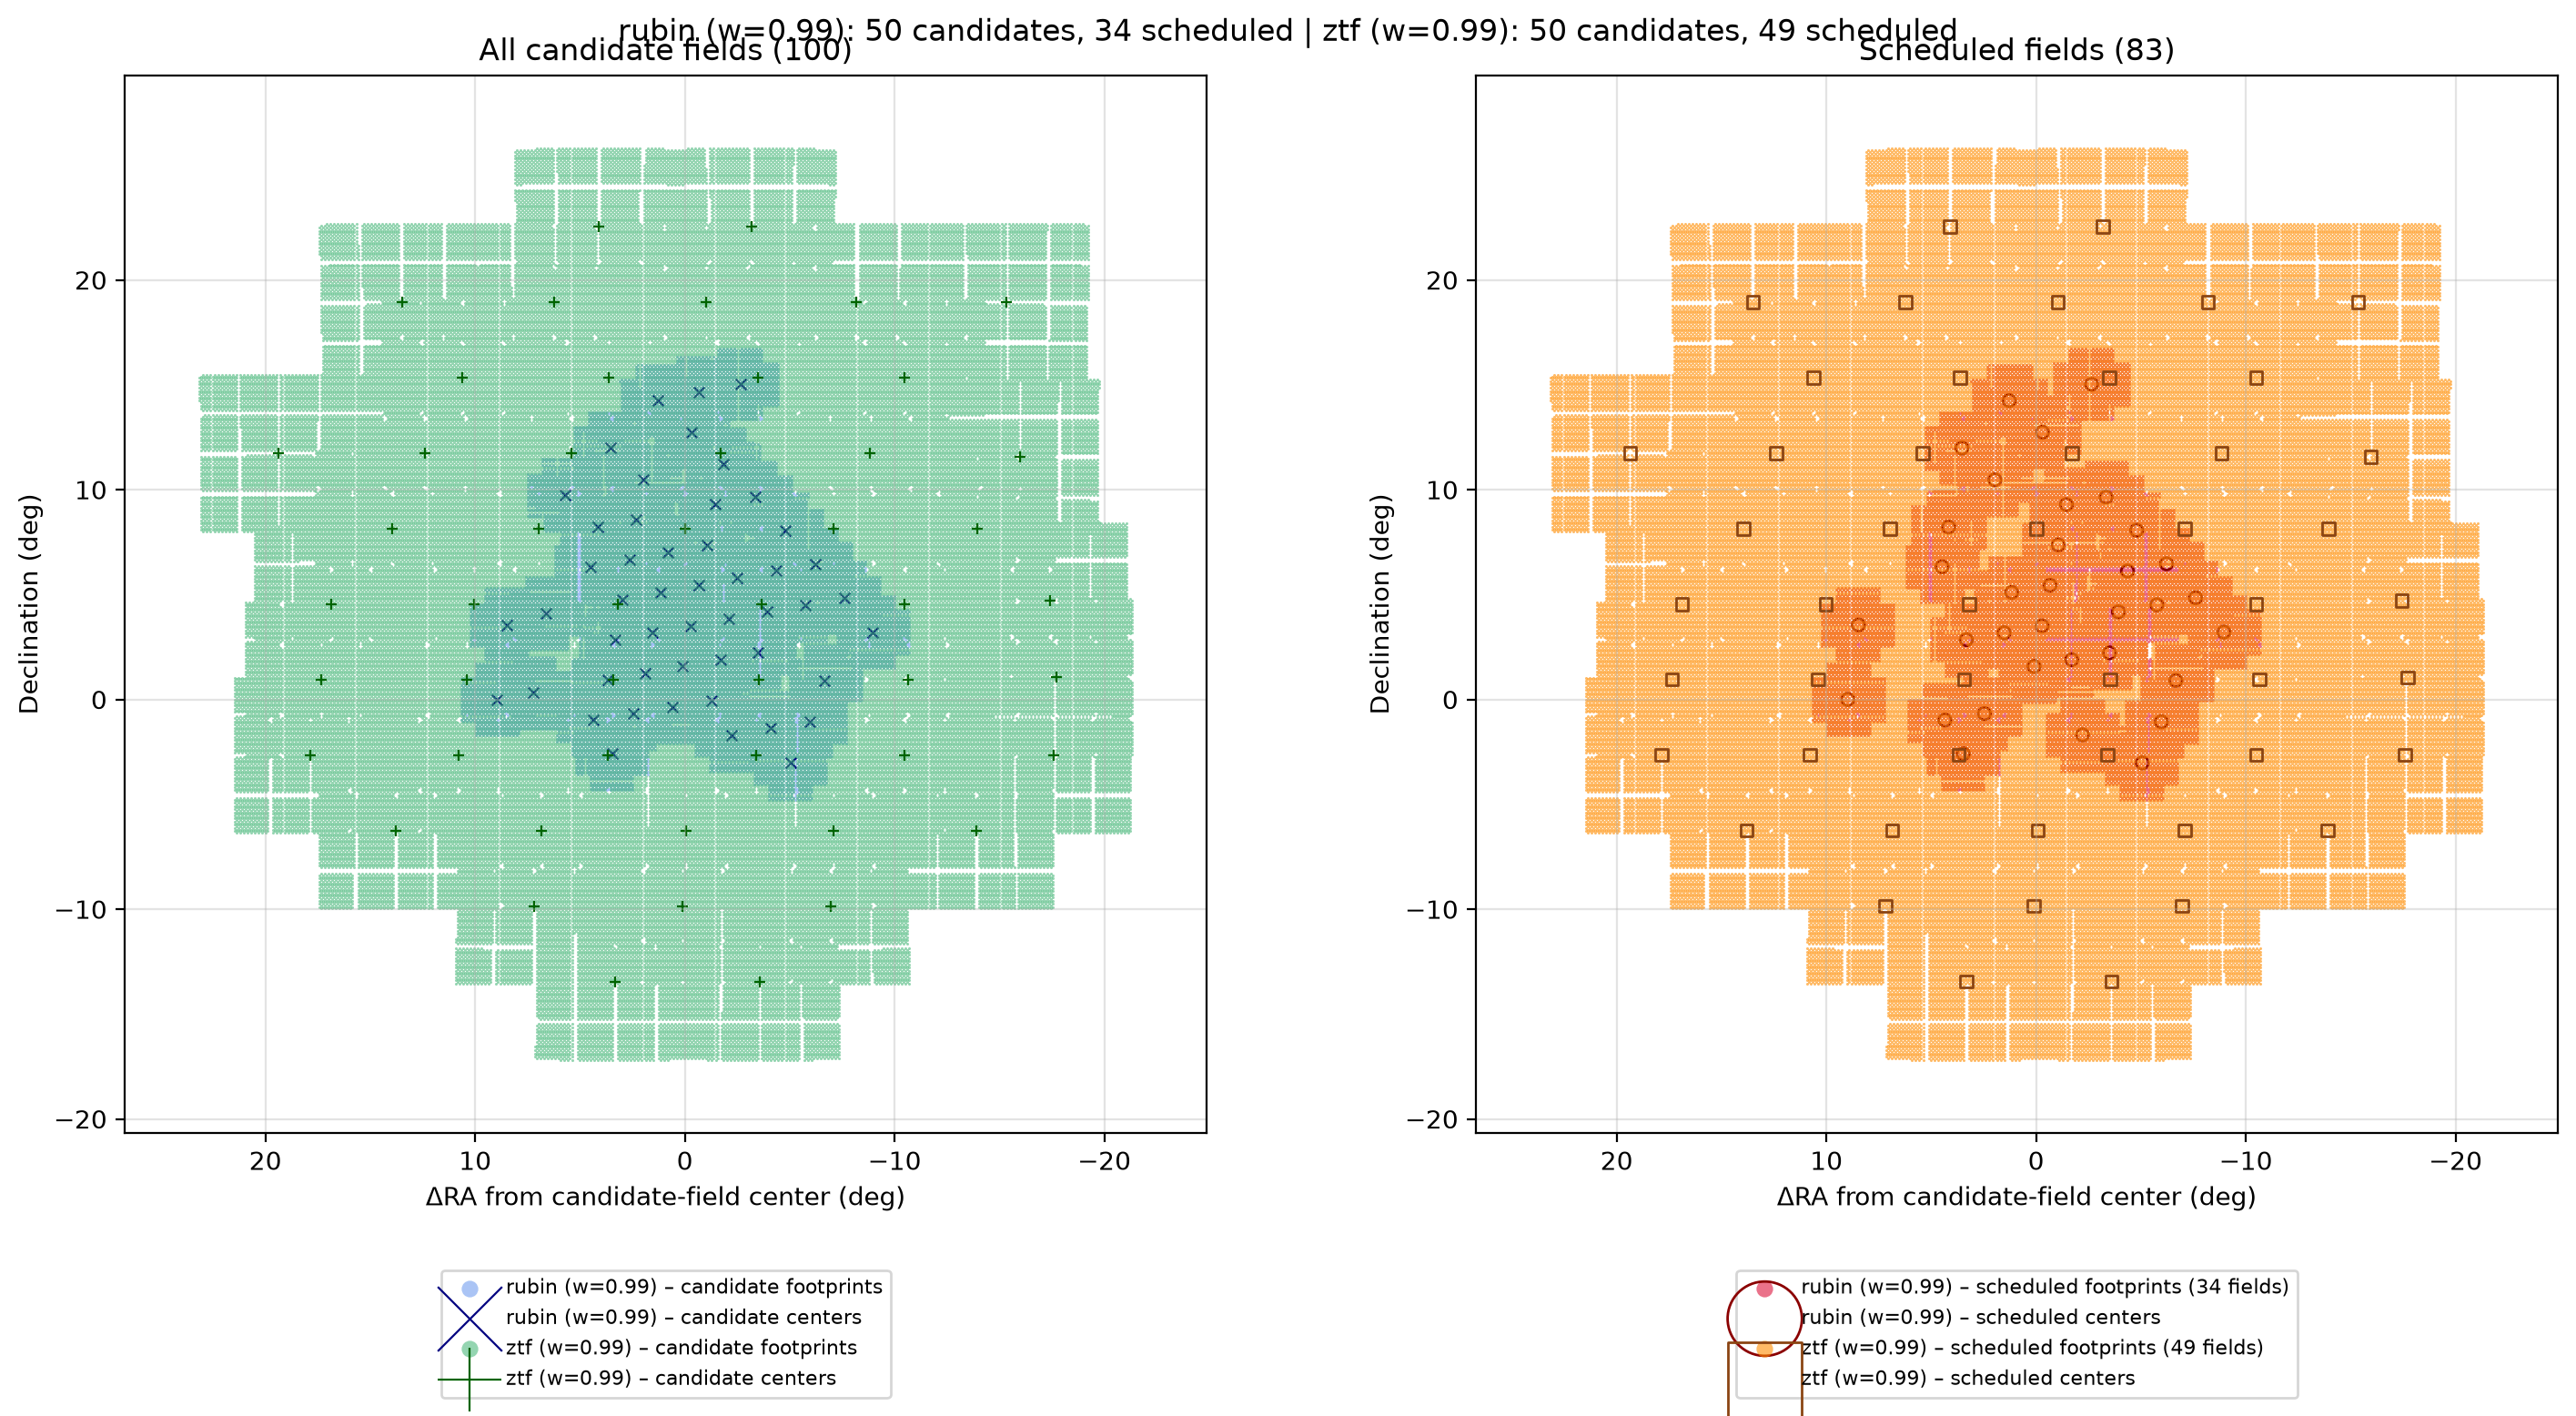 rubin (w=0.99): 50 candidates, 34 scheduled | ztf (w=0.99): 50 candidates, 49 scheduled
All candidate fields (100)
Declination (deg)
20
10
0
−10
−20
20
10
0
−10
−20
ΔRA from candidate-field center (deg)
rubin (w=0.99) – candidate footprints
rubin (w=0.99) – candidate centers
ztf (w=0.99) – candidate footprints
ztf (w=0.99) – candidate centers
Scheduled fields (83)
Declination (deg)
20
10
0
−10
−20
20
10
0
−10
−20
ΔRA from candidate-field center (deg)
rubin (w=0.99) – scheduled footprints (34 fields)
rubin (w=0.99) – scheduled centers
ztf (w=0.99) – scheduled footprints (49 fields)
ztf (w=0.99) – scheduled centers